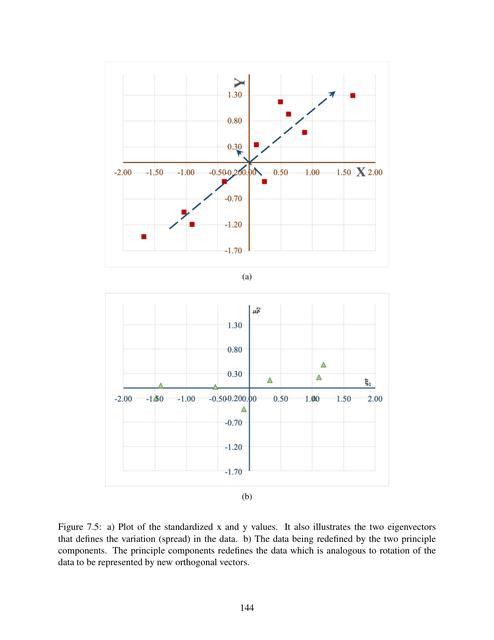 Y
1.30
0.80
0.30
-2.00 -1.50 -1.00 -0.50 0.00 0.50 1.00 1.50 X 2.00
-0.20
-0.70
-1.20
-1.70
(a)
1.30
0.80
0.30
-2.00 -1.50 -1.00 -0.50 0.00 0.50 1.00 1.50 2.00
-0.20
-0.70
-1.20
-1.70
(b)
Figure 7.5: a) Plot of the standardized x and y values. It also illustrates the two eigenvectors
that defines the variation (spread) in the data. b) The data being redefined by the two principle
components. The principle components redefines the data which is analogous to rotation of the
data to be represented by new orthogonal vectors.
144